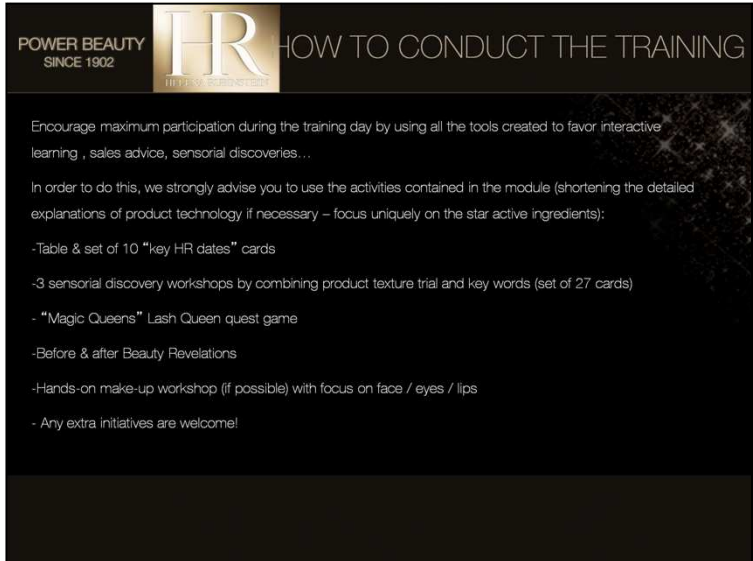 POWER BEAUTY
SINCE 1902
HR
HELENA RUBINSTEIN
HOW TO CONDUCT THE TRAINING
Encourage maximum participation during the training day by using all the tools created to favor interactive
learning , sales advice, sensorial discoveries…
In order to do this, we strongly advise you to use the activities contained in the module (shortening the detailed
explanations of product technology if necessary – focus uniquely on the star active ingredients):
-Table & set of 10 “key HR dates” cards
-3 sensorial discovery workshops by combining product texture trial and key words (set of 27 cards)
- “Magic Queens” Lash Queen quest game
-Before & after Beauty Revelations
-Hands-on make-up workshop (if possible) with focus on face / eyes / lips
- Any extra initiatives are welcome!